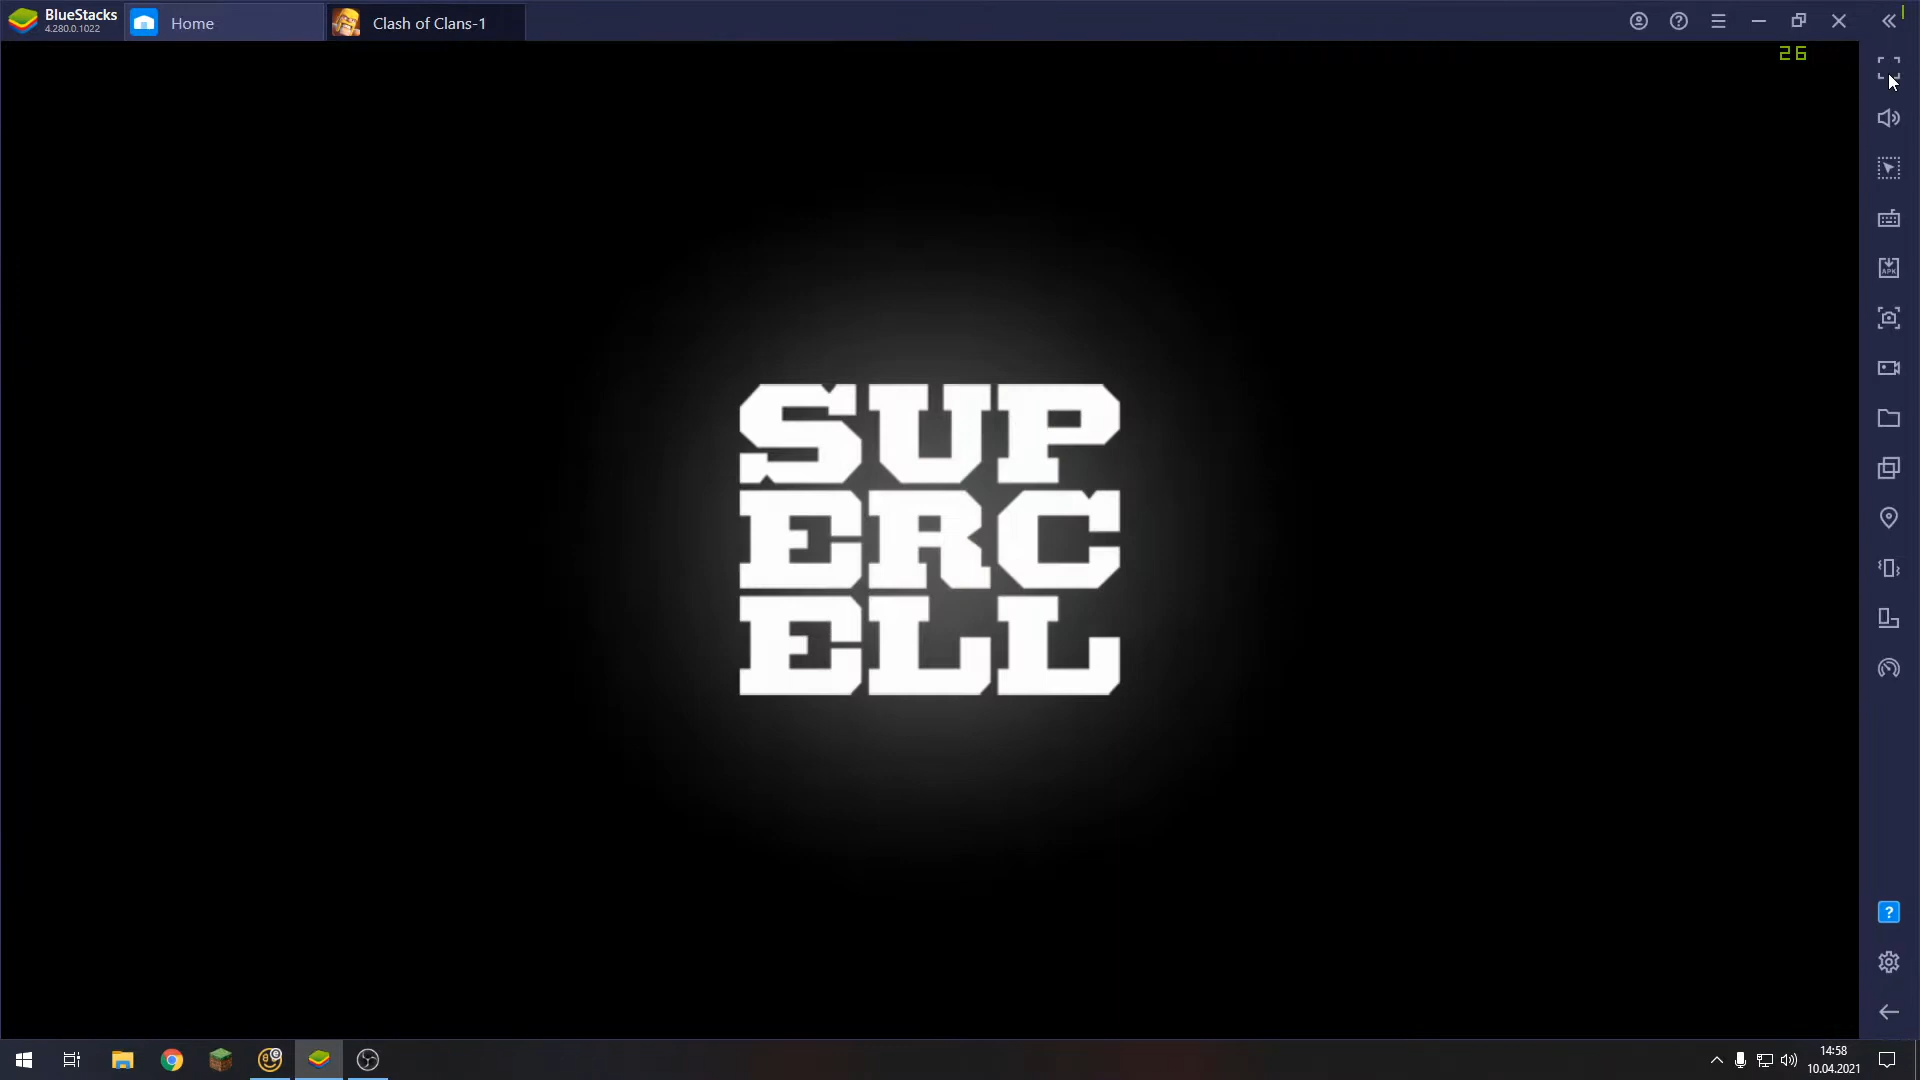 BlueStacks
4.280.0.1022
Home
Clash of Clans-1
26
SUP
ERC
ELL
APK
?
14:58
10.04.2021